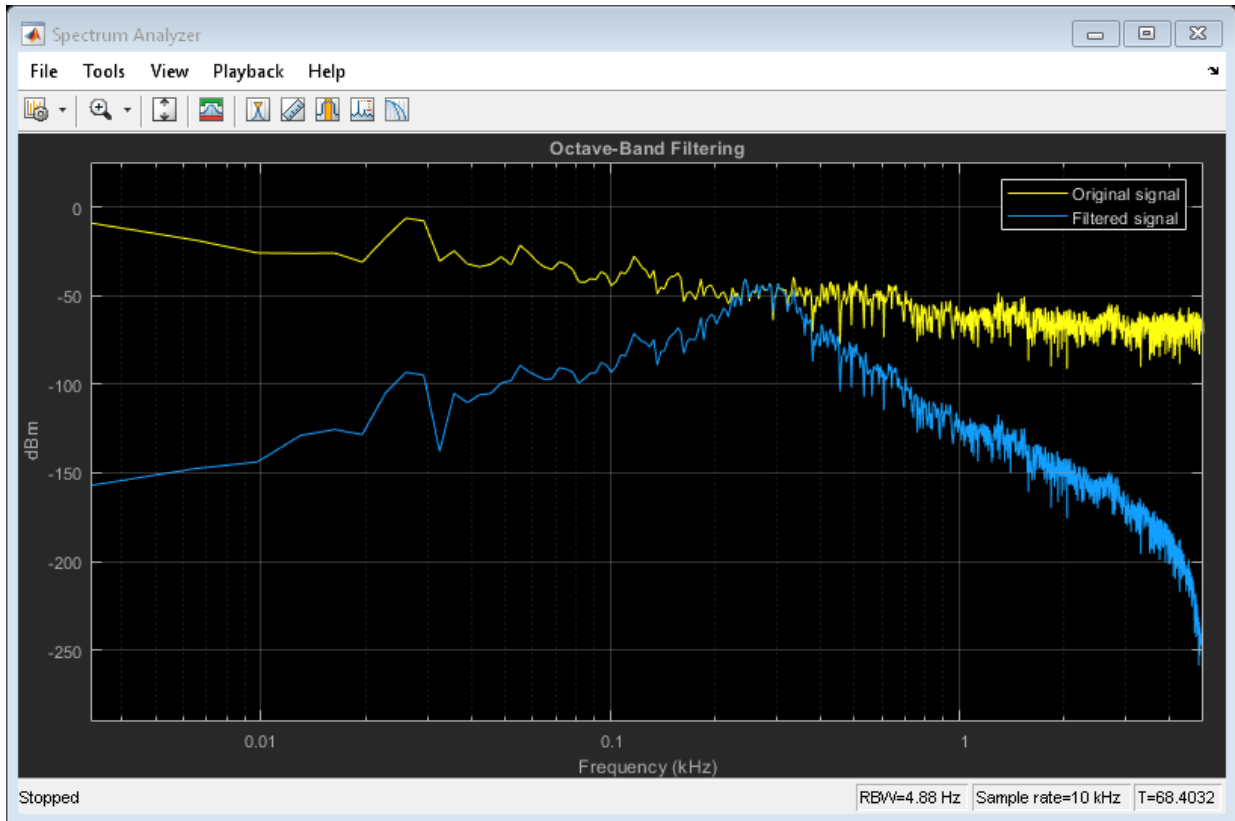 Spectrum Analyzer
File Tools View Playback Help
Octave-Band Filtering
Original signal
Filtered signal
0
-50
-100
-150
-200
-250
dBm
0.01 0.1 1
Frequency (kHz)
Stopped RBW=4.88 Hz Sample rate=10 kHz T=68.4032